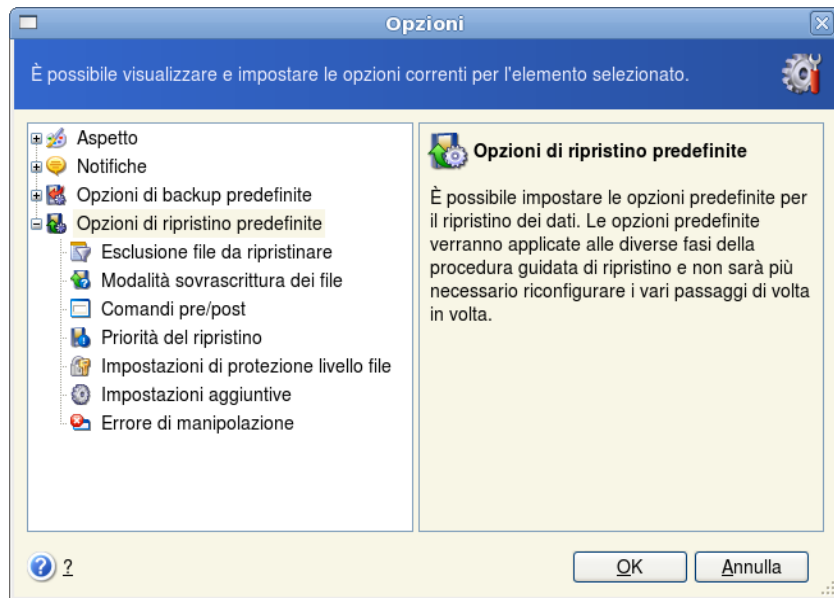 Opzioni
È possibile visualizzare e impostare le opzioni correnti per l'elemento selezionato.
Aspetto
Notifiche
Opzioni di backup predefinite
Opzioni di ripristino predefinite
Esclusione file da ripristinare
Modalità sovrascrittura dei file
Comandi pre/post
Priorità del ripristino
Impostazioni di protezione livello file
Impostazioni aggiuntive
Errore di manipolazione
Opzioni di ripristino predefinite
È possibile impostare le opzioni predefinite per
il ripristino dei dati. Le opzioni predefinite
verranno applicate alle diverse fasi della
procedura guidata di ripristino e non sarà più
necessario riconfigurare i vari passaggi di volta
in volta.
?
OK
Annulla